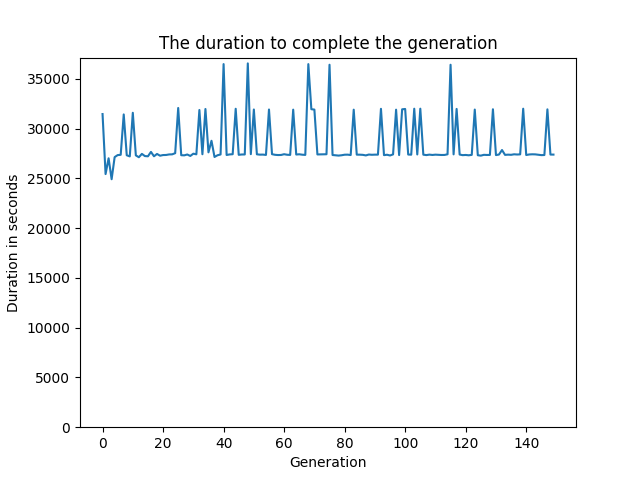 The duration to complete the generation
35000
30000
25000
20000
15000
10000
5000
0
Duration in seconds
0 20 40 60 80 100 120 140
Generation